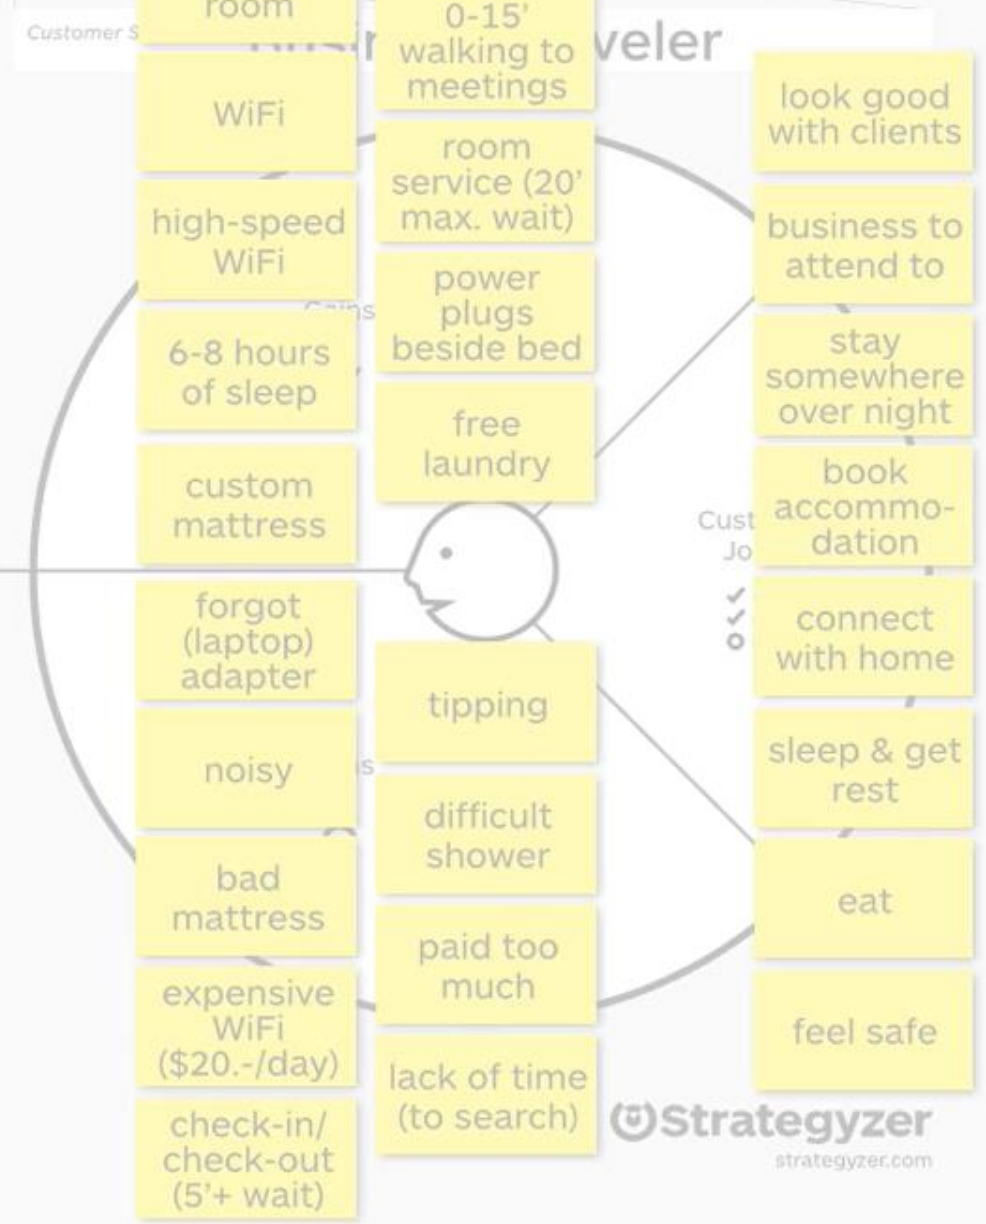 room
Customer S
veler
WiFi
high-speed
WiFi
6-8 hours
of sleep
custom
mattress
0-15'
walking to
meetings
room
service (20'
max. wait)
power
plugs
beside bed
free
laundry
look good
with clients
business to
attend to
stay
somewhere
over night
book
accommo-
dation
connect
with home
sleep & get
rest
eat
feel safe
Cust
Jo
forgot
(laptop)
adapter
noisy
bad
mattress
expensive
WiFi
($20.-/day)
check-in/
check-out
(5'+ wait)
tipping
difficult
shower
paid too
much
lack of time
(to search)
Strategyzer
strategyzer.com